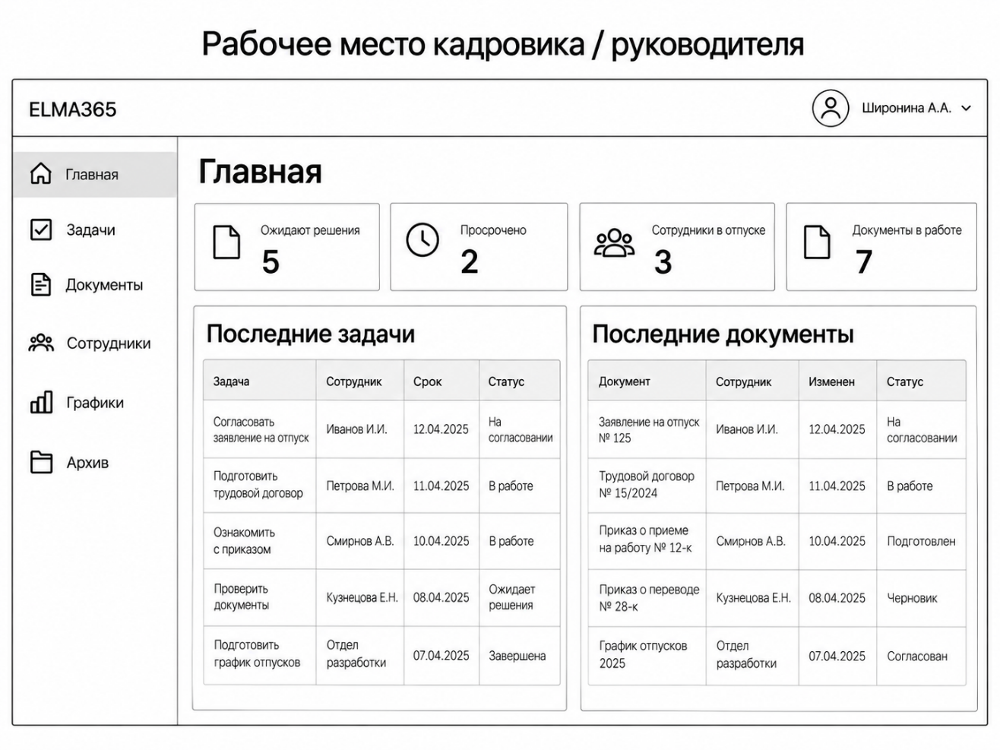 Рабочее место кадровика / руководителя
ELMA365
Широнина А.А.
Главная
Задачи
Документы
Сотрудники
Графики
Архив
Главная
Ожидают решения
5
Просрочено
2
Сотрудники в отпуске
3
Документы в работе
7
Последние задачи
Задача Сотрудник Срок Статус
Согласовать
заявление на отпуск
Иванов И.И.
12.04.2025
На
согласовании
Подготовить
трудовой договор
Петрова М.И.
11.04.2025
В работе
Ознакомить
с приказом
Смирнов А.В.
10.04.2025
В работе
Проверить
документы
Кузнецова Е.Н.
08.04.2025
Ожидает
решения
Подготовить
график отпусков
Отдел
разработки
07.04.2025
Завершена
Последние документы
Документ Сотрудник Изменен Статус
Заявление на отпуск
№ 125
Иванов И.И.
12.04.2025
На
согласовании
Трудовой договор
№ 15/2024
Петрова М.И.
11.04.2025
В работе
Приказ о приеме
на работу № 12-к
Смирнов А.В.
10.04.2025
Подготовлен
Приказ о переводе
№ 28-к
Кузнецова Е.Н.
08.04.2025
Черновик
График отпусков
2025
Отдел
разработки
07.04.2025
Согласован